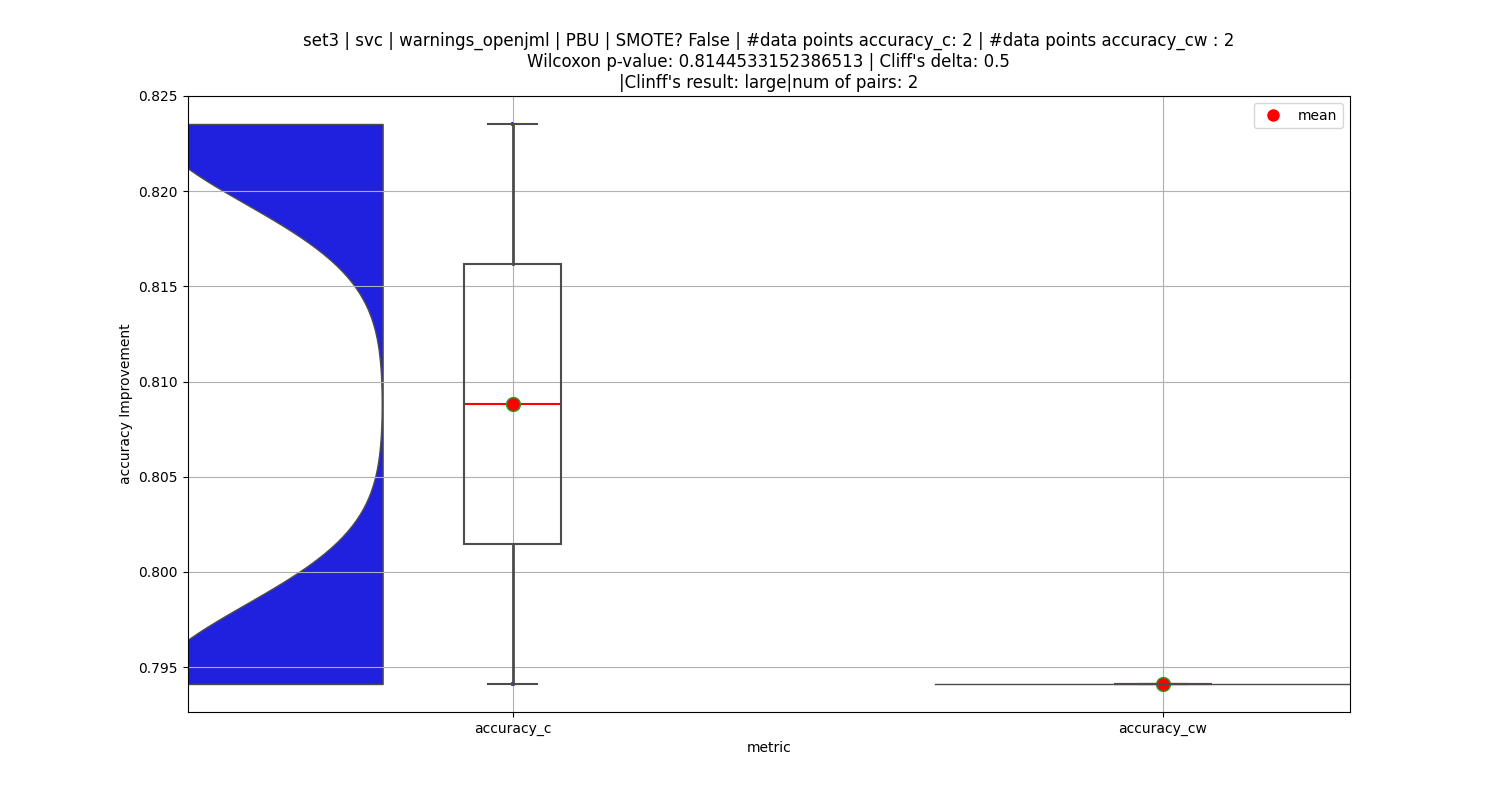 set3 | svc | warnings_openjml | PBU | SMOTE? False | #data points accuracy_c: 2 | #data points accuracy_cw : 2
Wilcoxon p-value: 0.8144533152386513 | Cliff's delta: 0.5
|Clinff's result: large|num of pairs: 2
mean
0.825
0.820
0.815
0.810
0.805
0.800
0.795
accuracy Improvement
accuracy_c
accuracy_cw
metric